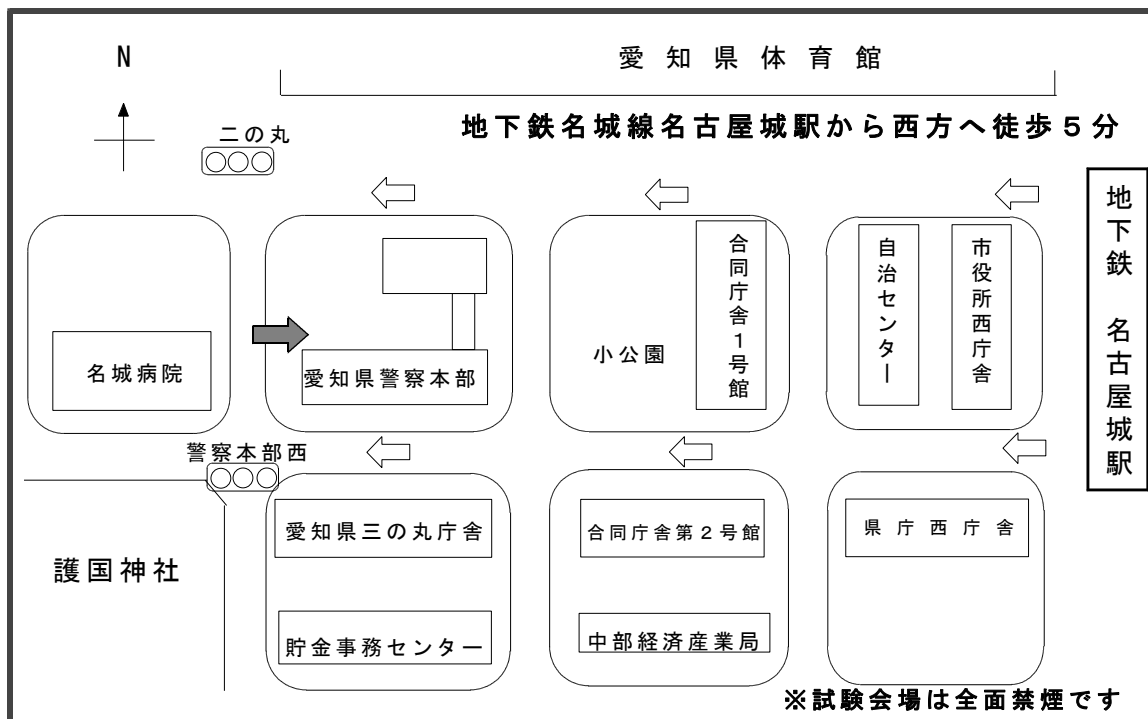 N
愛知県体育館
地下鉄名城線名古屋城駅から西方へ徒歩５分
二の丸
地下鉄 名古屋城駅
名城病院
愛知県警察本部
小公園
合同庁舎１号館
自治センター
市役所西庁舎
警察本部西
護国神社
愛知県三の丸庁舎
合同庁舎第２号館
県庁西庁舎
貯金事務センター
中部経済産業局
※試験会場は全面禁煙です